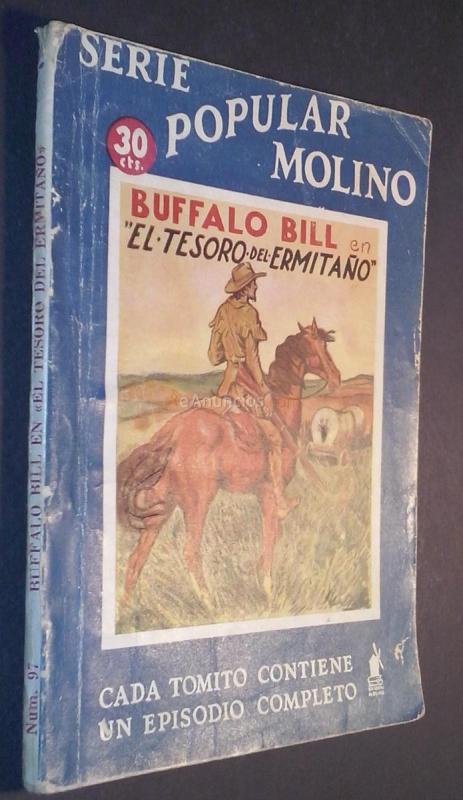 SERIE
POPULAR
MOLINO
30
cts.
BUFFALO BILL en
"EL·TESORO·DEL·ERMITAÑO"
eAnuncios
CADA TOMITO CONTIENE
UN EPISODIO COMPLETO
Núm. 97 BUFFALO BILL EN «EL TESORO DEL ERMITAÑO»